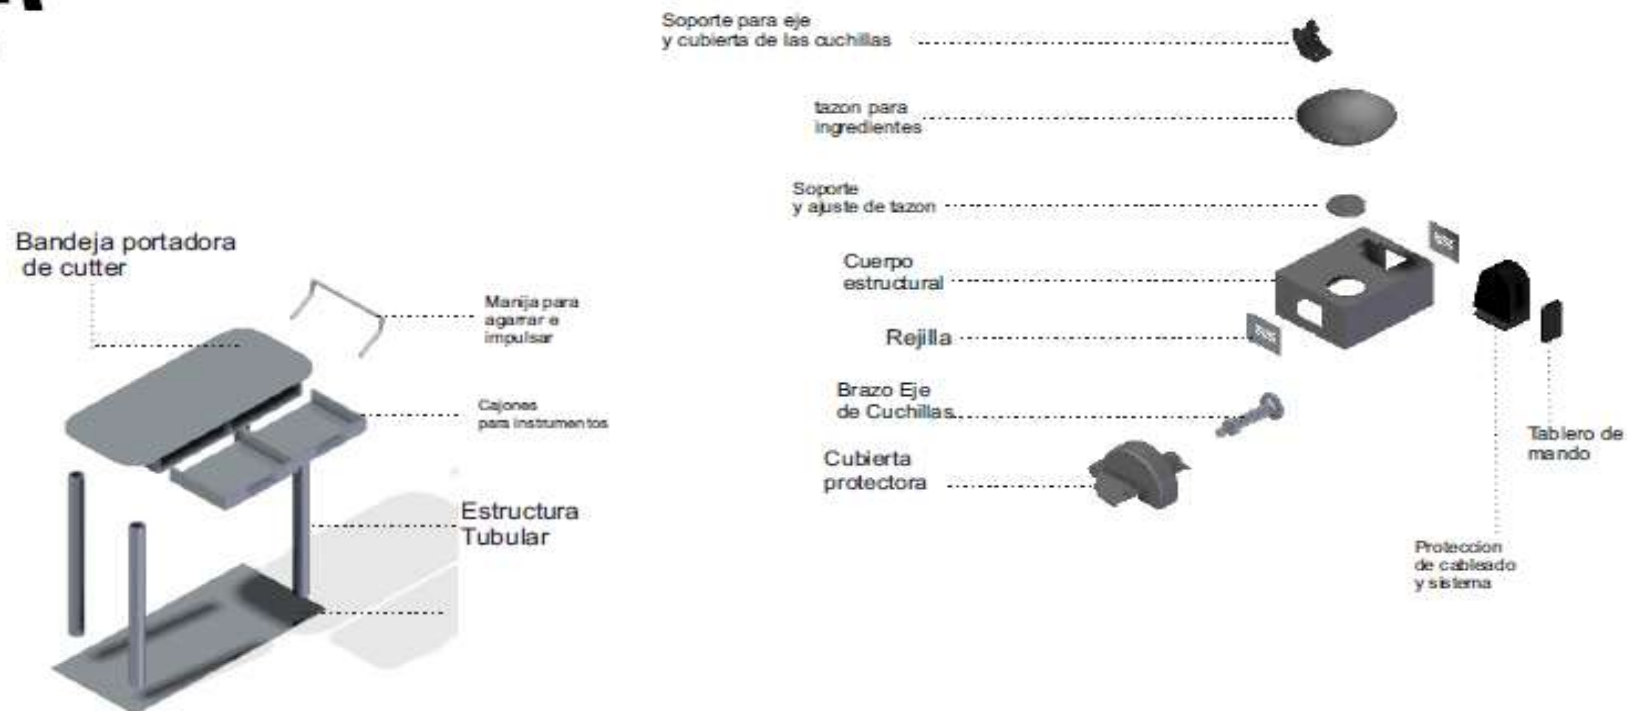 Soporte para eje
y cubierta de las cuchillas
tazon para
ingredientes
Soporte
y ajuste de tazon
Cuerpo
estructural
Rejilla
Brazo Eje
de Cuchillas
Cubierta
protectora
Tablero de
mando
Proteccion
de cableado
y sistema
Bandeja portadora
de cutter
Manija para
agarrar e
impulsar
Cajones
para instrumentos
Estructura
Tubular